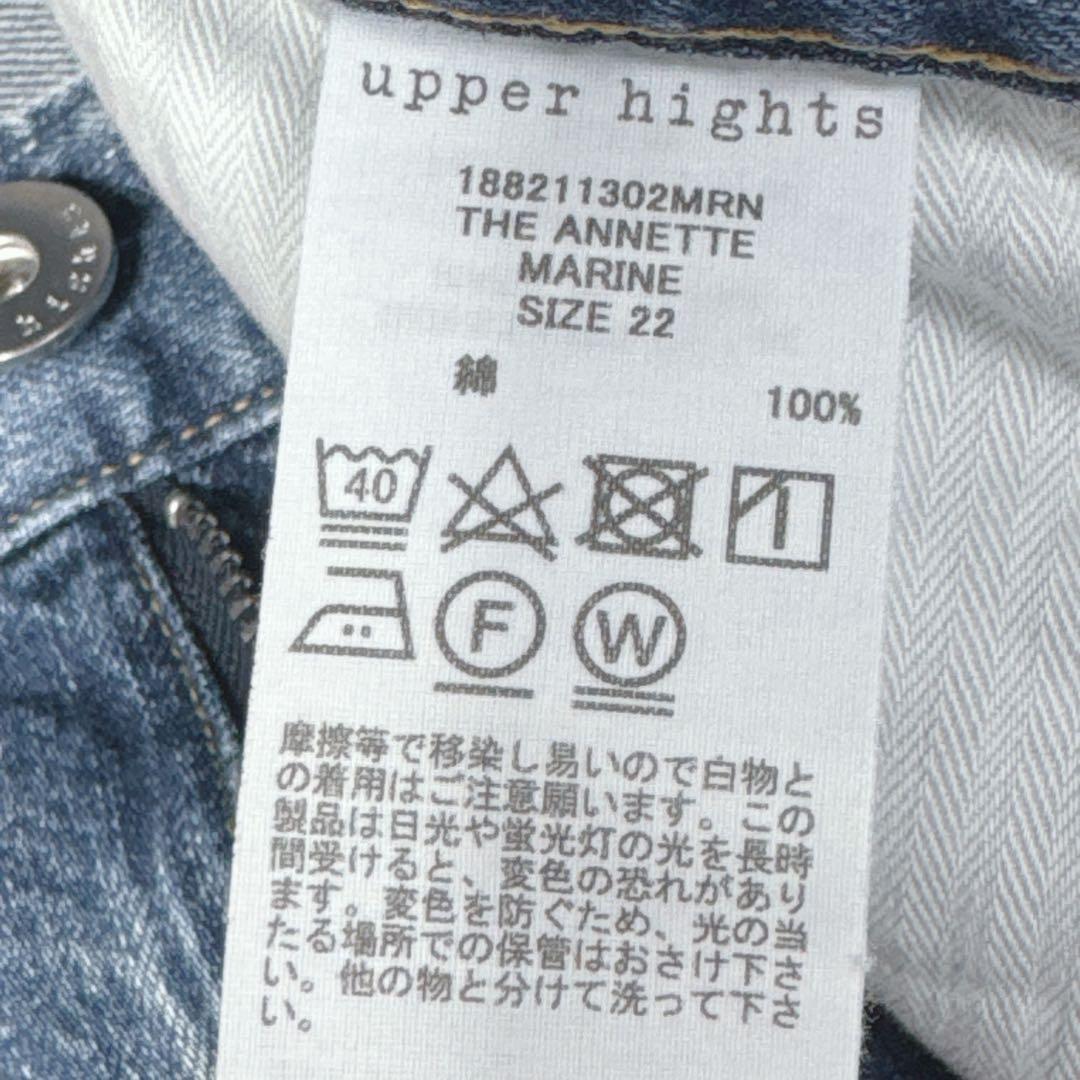 upper hights
188211302MRN
THE ANNETTE
MARINE
SIZE 22
綿 100%
40
F W
摩擦等で移染し易いので白物と
の着用はご注意願います。この
製品は日光や蛍光灯の光を長時
間受けると、変色の恐れがあり
ます。変色を防ぐため、光の当
たる場所での保管はおさけ下さ
い。他の物と分けて洗って下さ
い。